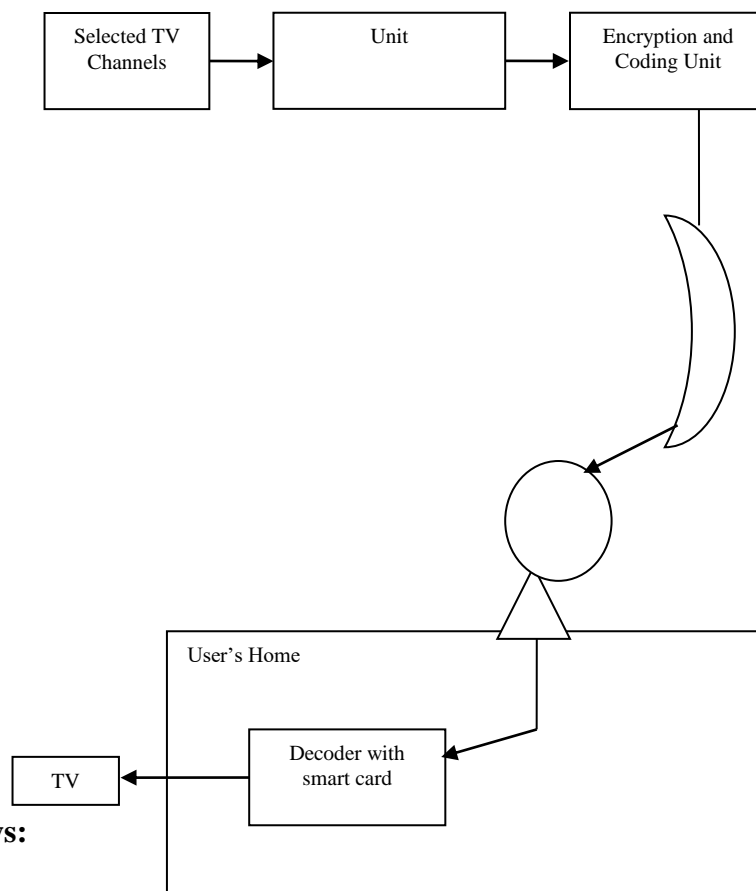 Selected TV
Channels
Unit
Encryption and
Coding Unit
User’s Home
Decoder with
smart card
TV